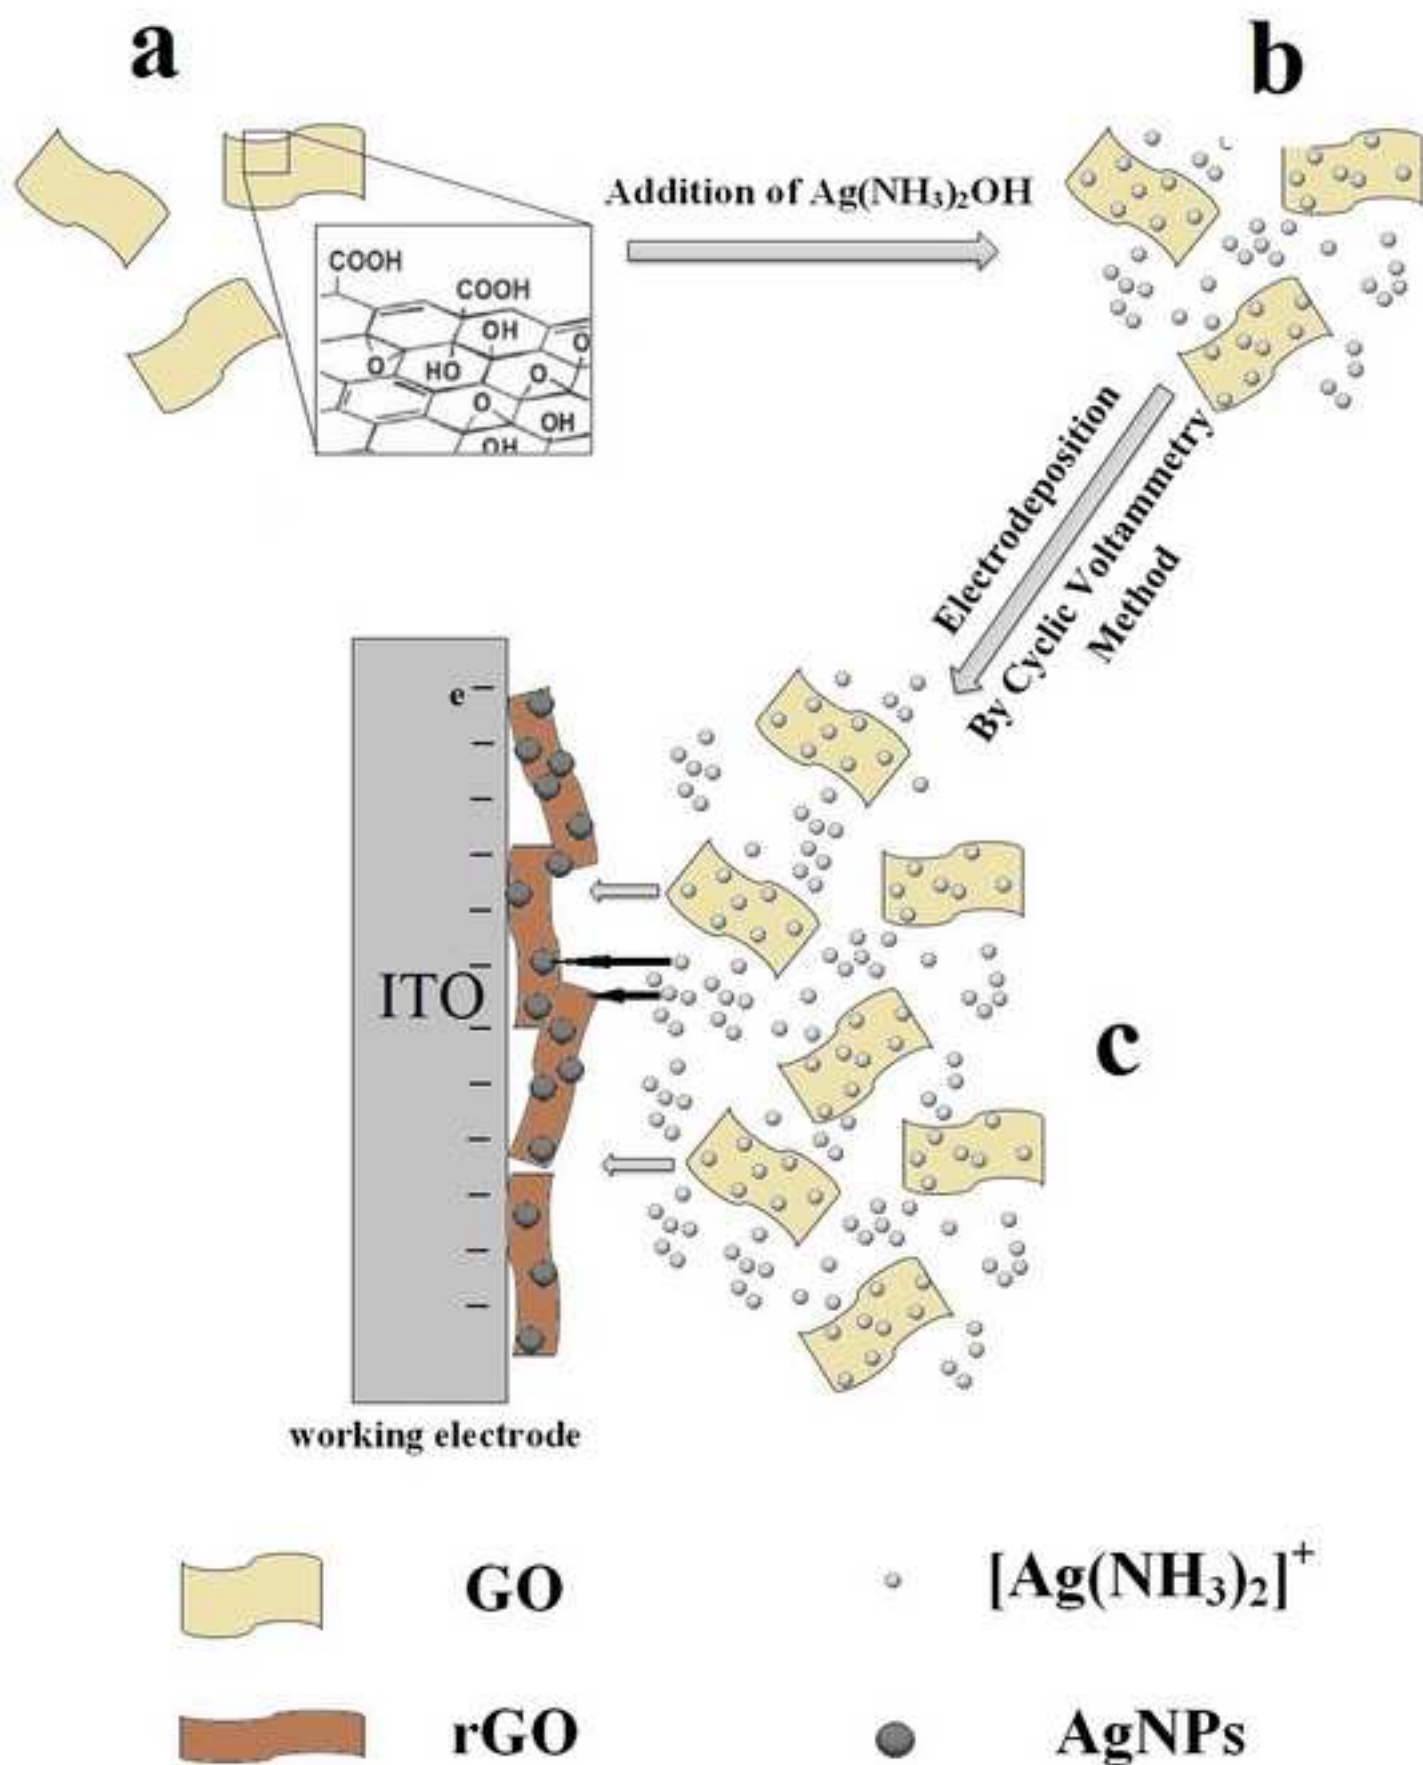 a
b
Addition of Ag(NH₃)₂OH
COOH
COOH
OH
O
O
HO
O
O
OH
OH
Electrodeposition
By Cyclic Voltammetry
Method
e
ITO
c
working electrode
GO
[Ag(NH₃)₂]⁺
rGO
AgNPs